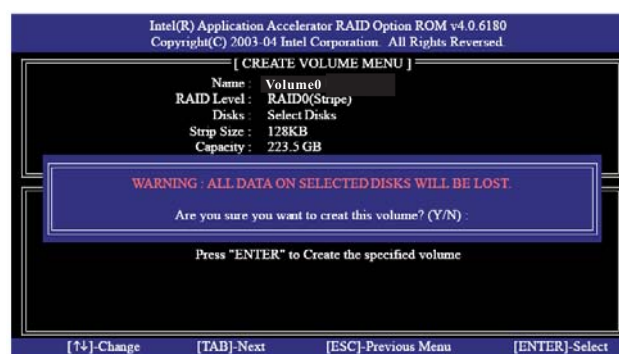 Intel(R) Application Accelerator RAID Option ROM v4.0.6180
Copyright(C) 2003-04 Intel Corporation. All Rights Reversed.
[ CREATE VOLUME MENU ]
Name : Volume0
RAID Level : RAID0(Stripe)
Disks : Select Disks
Strip Size : 128KB
Capacity : 223.5 GB
WARNING : ALL DATA ON SELECTED DISKS WILL BE LOST.
Are you sure you want to creat this volume? (Y/N) :
Press "ENTER" to Create the specified volume
[↑↓]-Change [TAB]-Next [ESC]-Previous Menu [ENTER]-Select